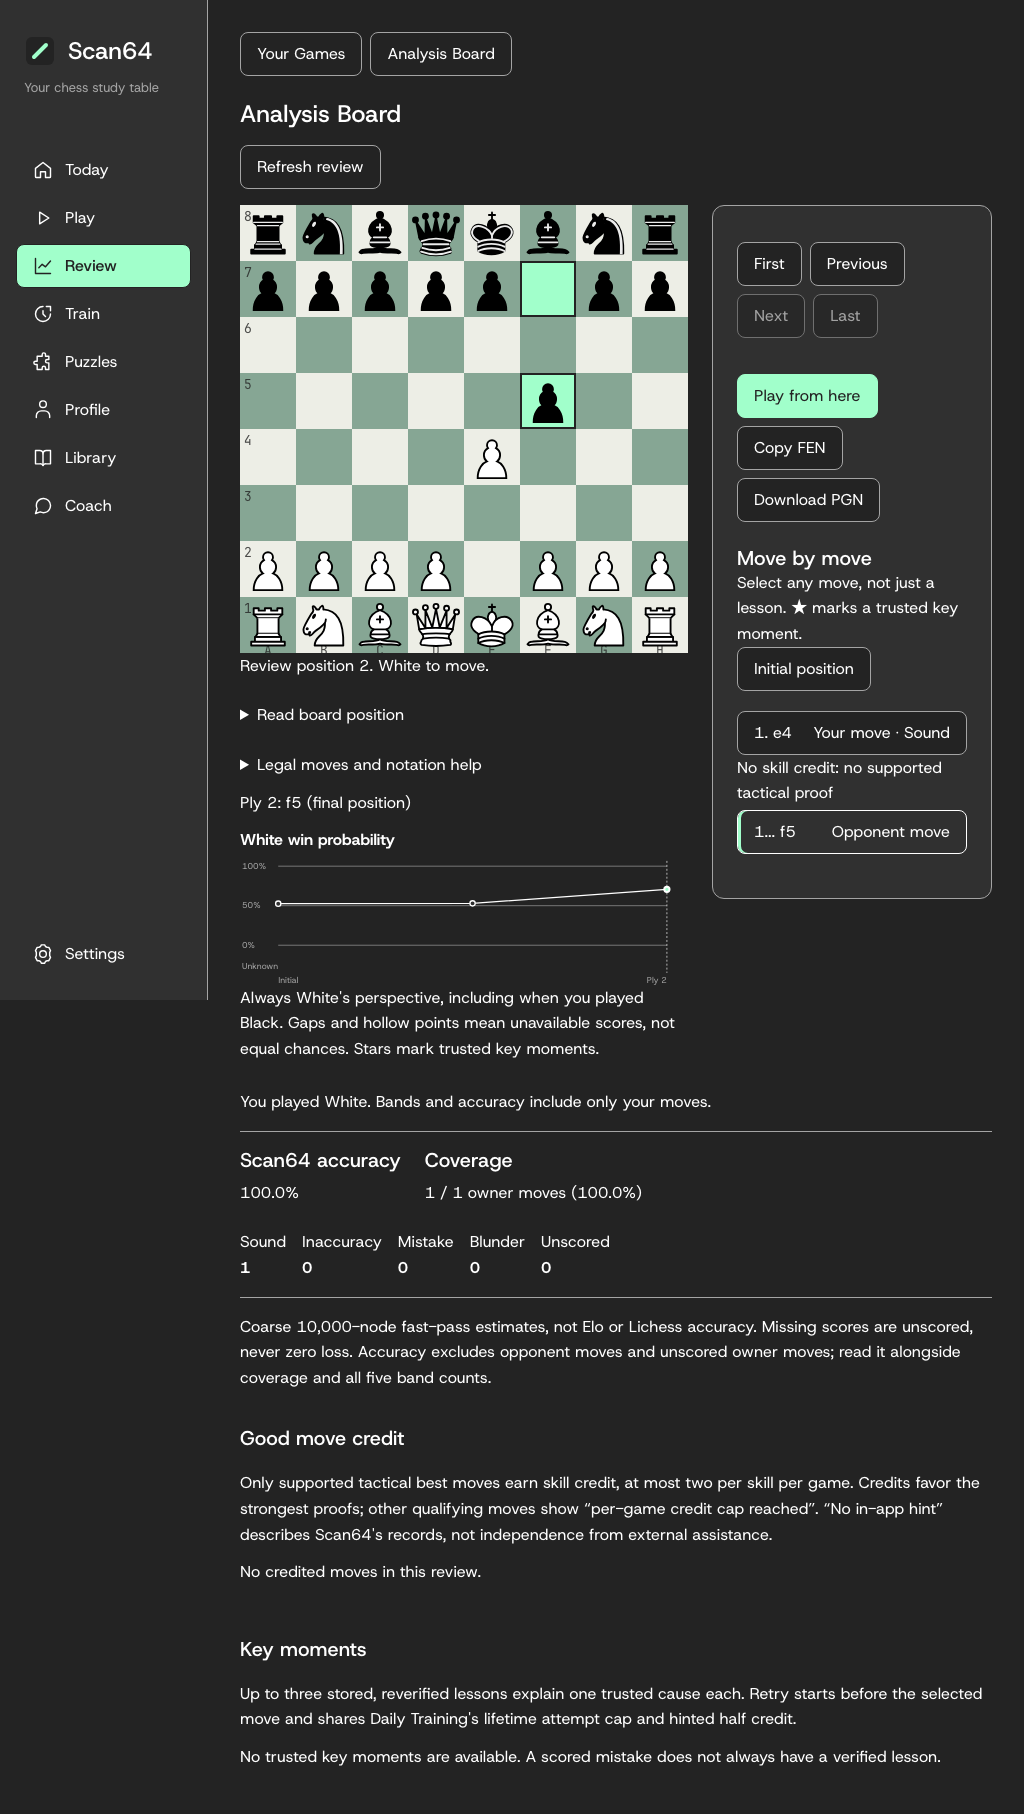 Scan64
Your chess study table
Today
Play
Review
Train
Puzzles
Profile
Library
Coach
Settings
Your Games
Analysis Board
Analysis Board
Refresh review
8
7
6
5
4
3
2
1
A B C D E F G H
Review position 2. White to move.
Read board position
Legal moves and notation help
Ply 2: f5 (final position)
White win probability
100%
50%
0%
Unknown
Initial
Ply 2
Always White's perspective, including when you played
Black. Gaps and hollow points mean unavailable scores, not
equal chances. Stars mark trusted key moments.
First
Previous
Next
Last
Play from here
Copy FEN
Download PGN
Move by move
Select any move, not just a
lesson. ★ marks a trusted key
moment.
Initial position
1. e4 Your move · Sound
No skill credit: no supported
tactical proof
1... f5 Opponent move
You played White. Bands and accuracy include only your moves.
Scan64 accuracy Coverage
100.0% 1 / 1 owner moves (100.0%)
Sound Inaccuracy Mistake Blunder Unscored
1 0 0 0 0
Coarse 10,000-node fast-pass estimates, not Elo or Lichess accuracy. Missing scores are unscored,
never zero loss. Accuracy excludes opponent moves and unscored owner moves; read it alongside
coverage and all five band counts.
Good move credit
Only supported tactical best moves earn skill credit, at most two per skill per game. Credits favor the
strongest proofs; other qualifying moves show “per-game credit cap reached”. “No in-app hint”
describes Scan64's records, not independence from external assistance.
No credited moves in this review.
Key moments
Up to three stored, reverified lessons explain one trusted cause each. Retry starts before the selected
move and shares Daily Training's lifetime attempt cap and hinted half credit.
No trusted key moments are available. A scored mistake does not always have a verified lesson.